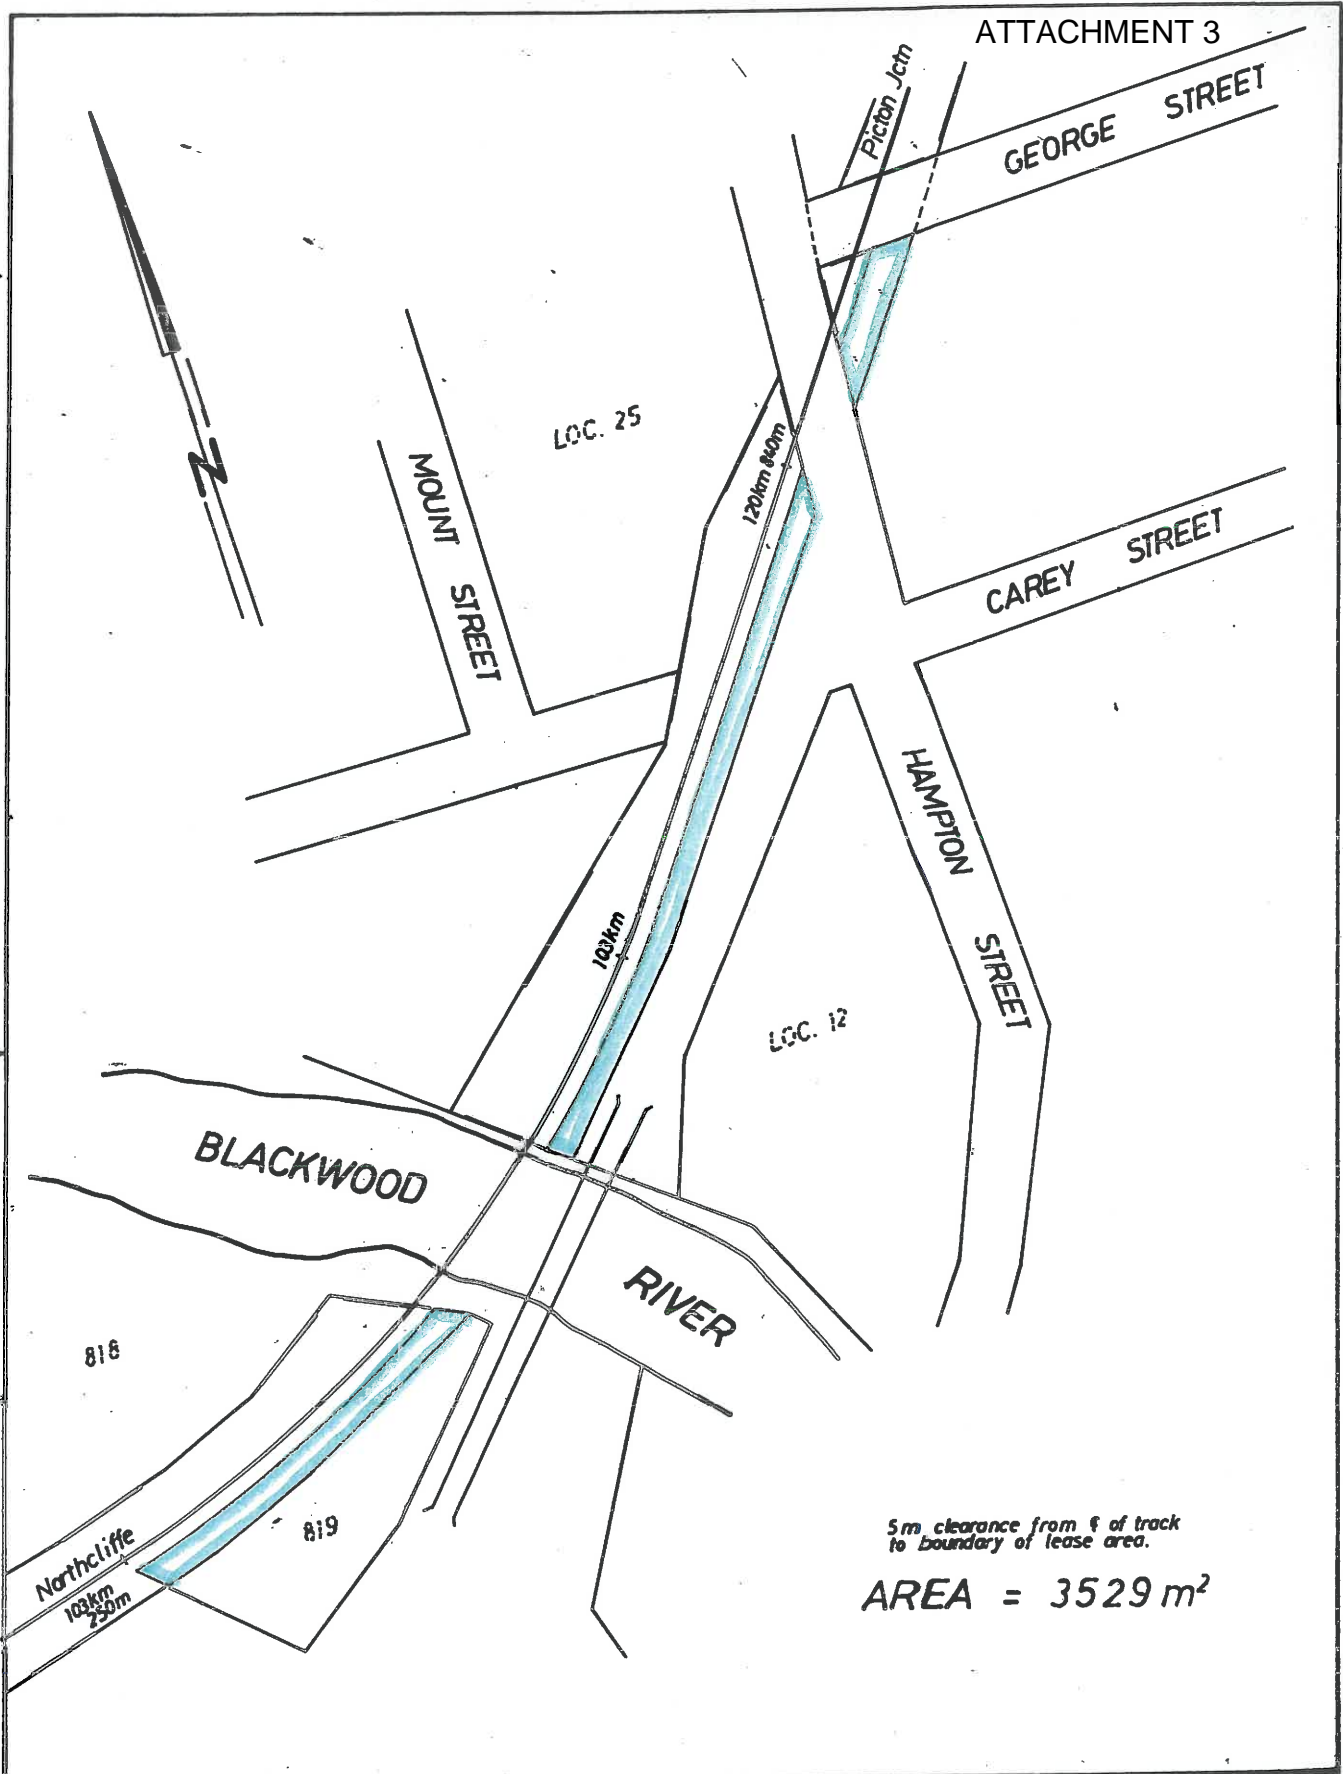 ATTACHMENT 3
Picton Jctn
GEORGE STREET
N
LOC. 25
MOUNT STREET
120km 840m
CAREY STREET
HAMPTON STREET
103km
LOC. 12
BLACKWOOD
RIVER
818
819
Northcliffe
103km
250m
5m clearance from ℄ of track
to boundary of lease area.
AREA = 3529 m²